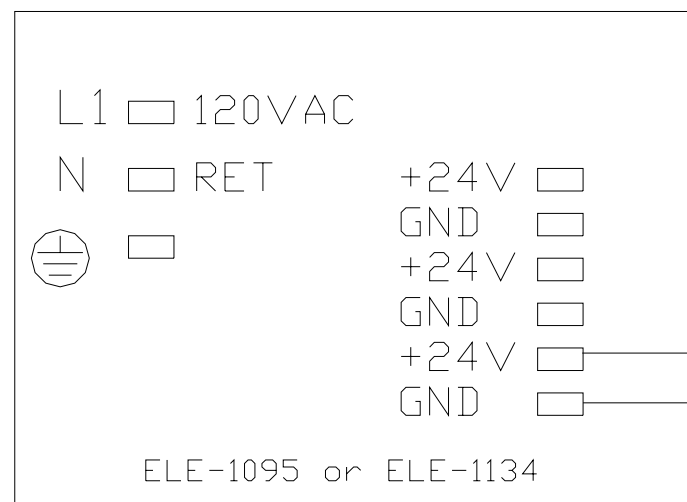 L1 120VAC
N RET
+24V
GND
+24V
GND
+24V
GND
ELE-1095 or ELE-1134